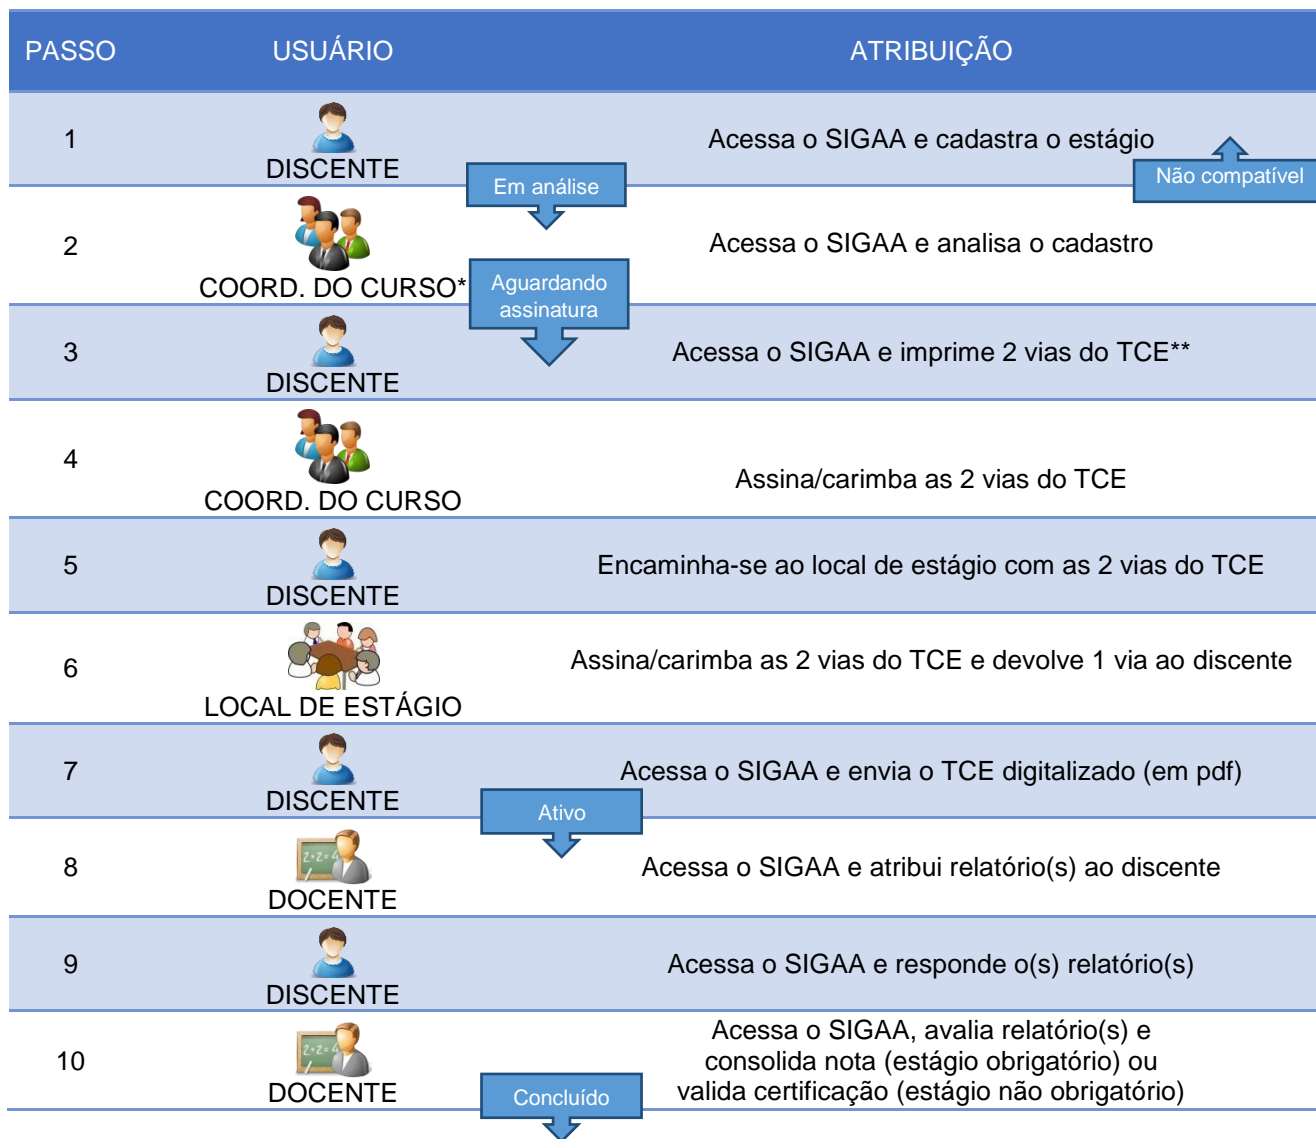 PASSO USUÁRIO ATRIBUIÇÃO
1 DISCENTE Acessa o SIGAA e cadastra o estágio
Em análise
Não compatível
2 COORD. DO CURSO* Acessa o SIGAA e analisa o cadastro
Aguardando
assinatura
3 DISCENTE Acessa o SIGAA e imprime 2 vias do TCE**
4 COORD. DO CURSO Assina/carimba as 2 vias do TCE
5 DISCENTE Encaminha-se ao local de estágio com as 2 vias do TCE
6 LOCAL DE ESTÁGIO Assina/carimba as 2 vias do TCE e devolve 1 via ao discente
7 DISCENTE Acessa o SIGAA e envia o TCE digitalizado (em pdf)
Ativo
8 2+2=4 DOCENTE Acessa o SIGAA e atribui relatório(s) ao discente
9 DISCENTE Acessa o SIGAA e responde o(s) relatório(s)
10 2+2=4 DOCENTE Acessa o SIGAA, avalia relatório(s) e
consolida nota (estágio obrigatório) ou
valida certificação (estágio não obrigatório)
Concluído